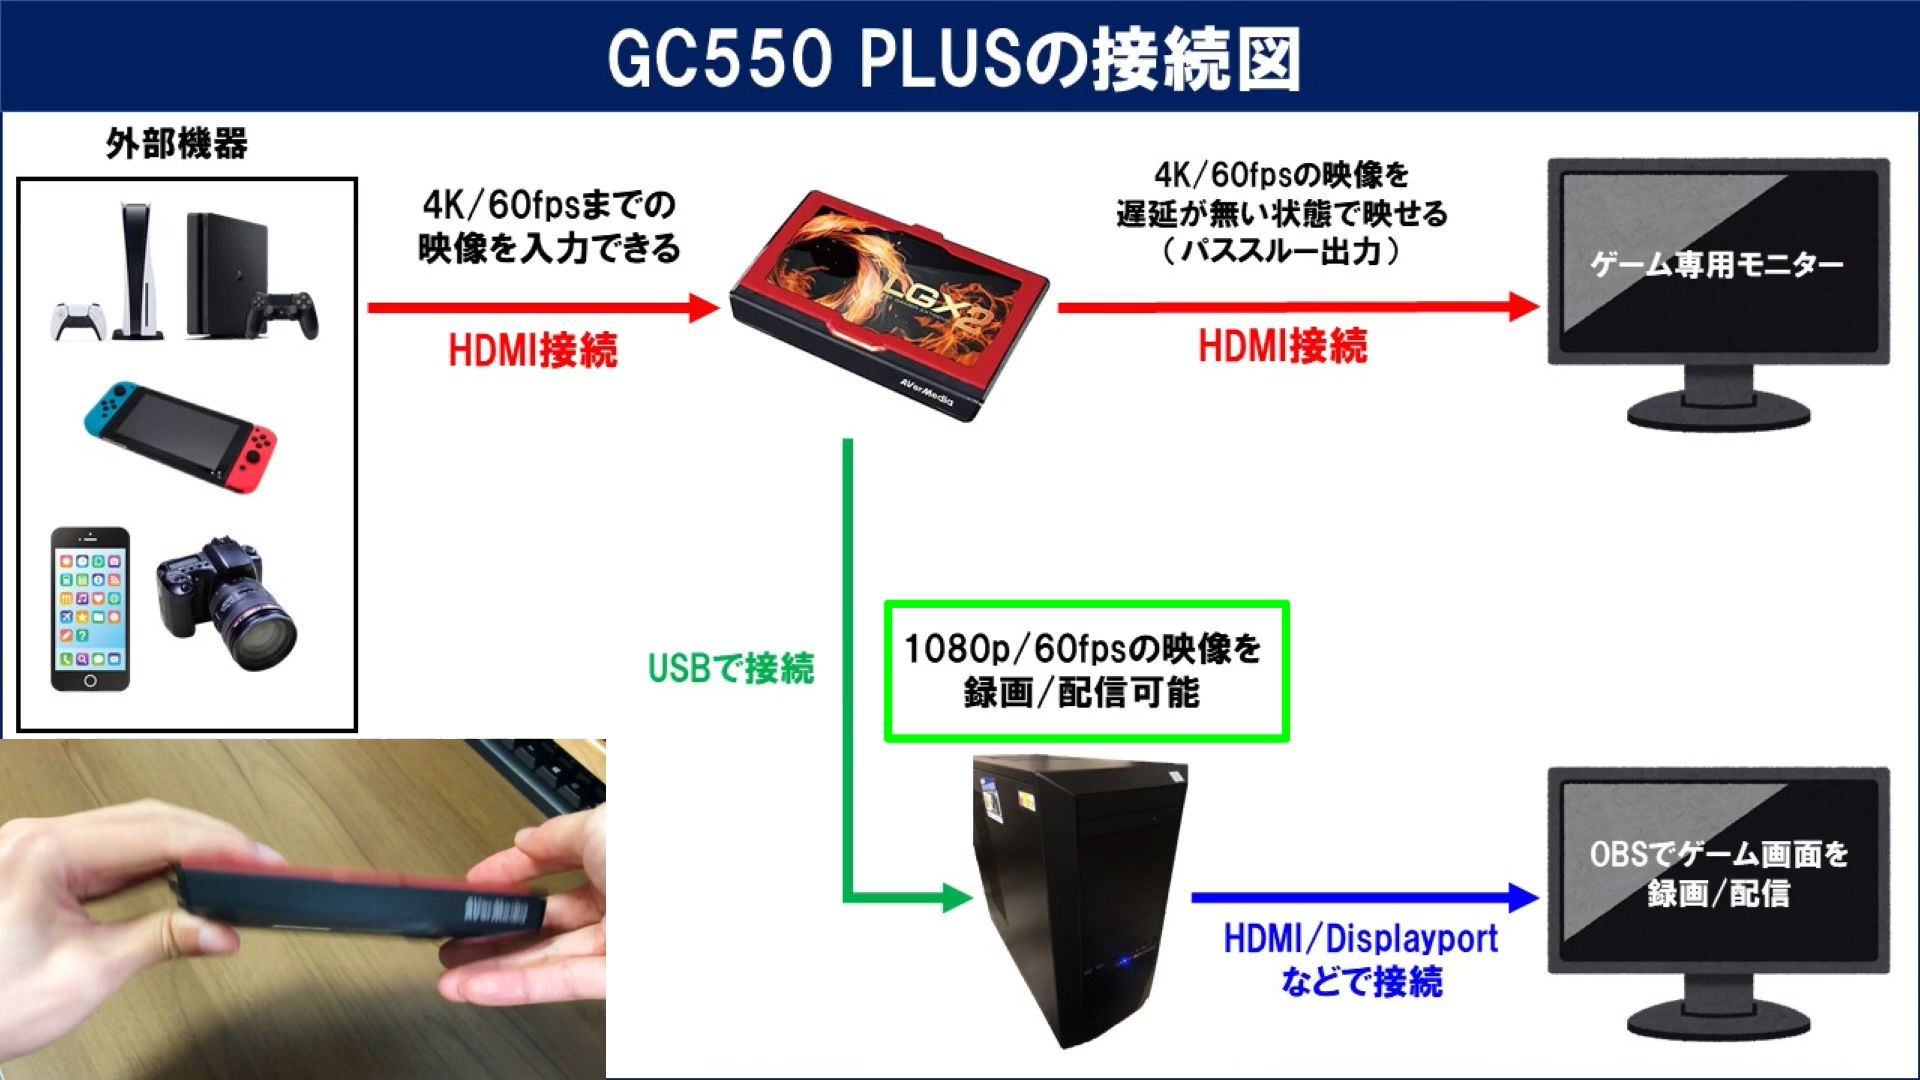 GC550 PLUSの接続図
外部機器
4K/60fpsまでの
映像を入力できる
HDMI接続
LGX2
AVerMedia
4K/60fpsの映像を
遅延が無い状態で映せる
（パススルー出力）
HDMI接続
ゲーム専用モニター
USBで接続
1080p/60fpsの映像を
録画/配信可能
HDMI/Displayport
などで接続
OBSでゲーム画面を
録画/配信
AVerMedia